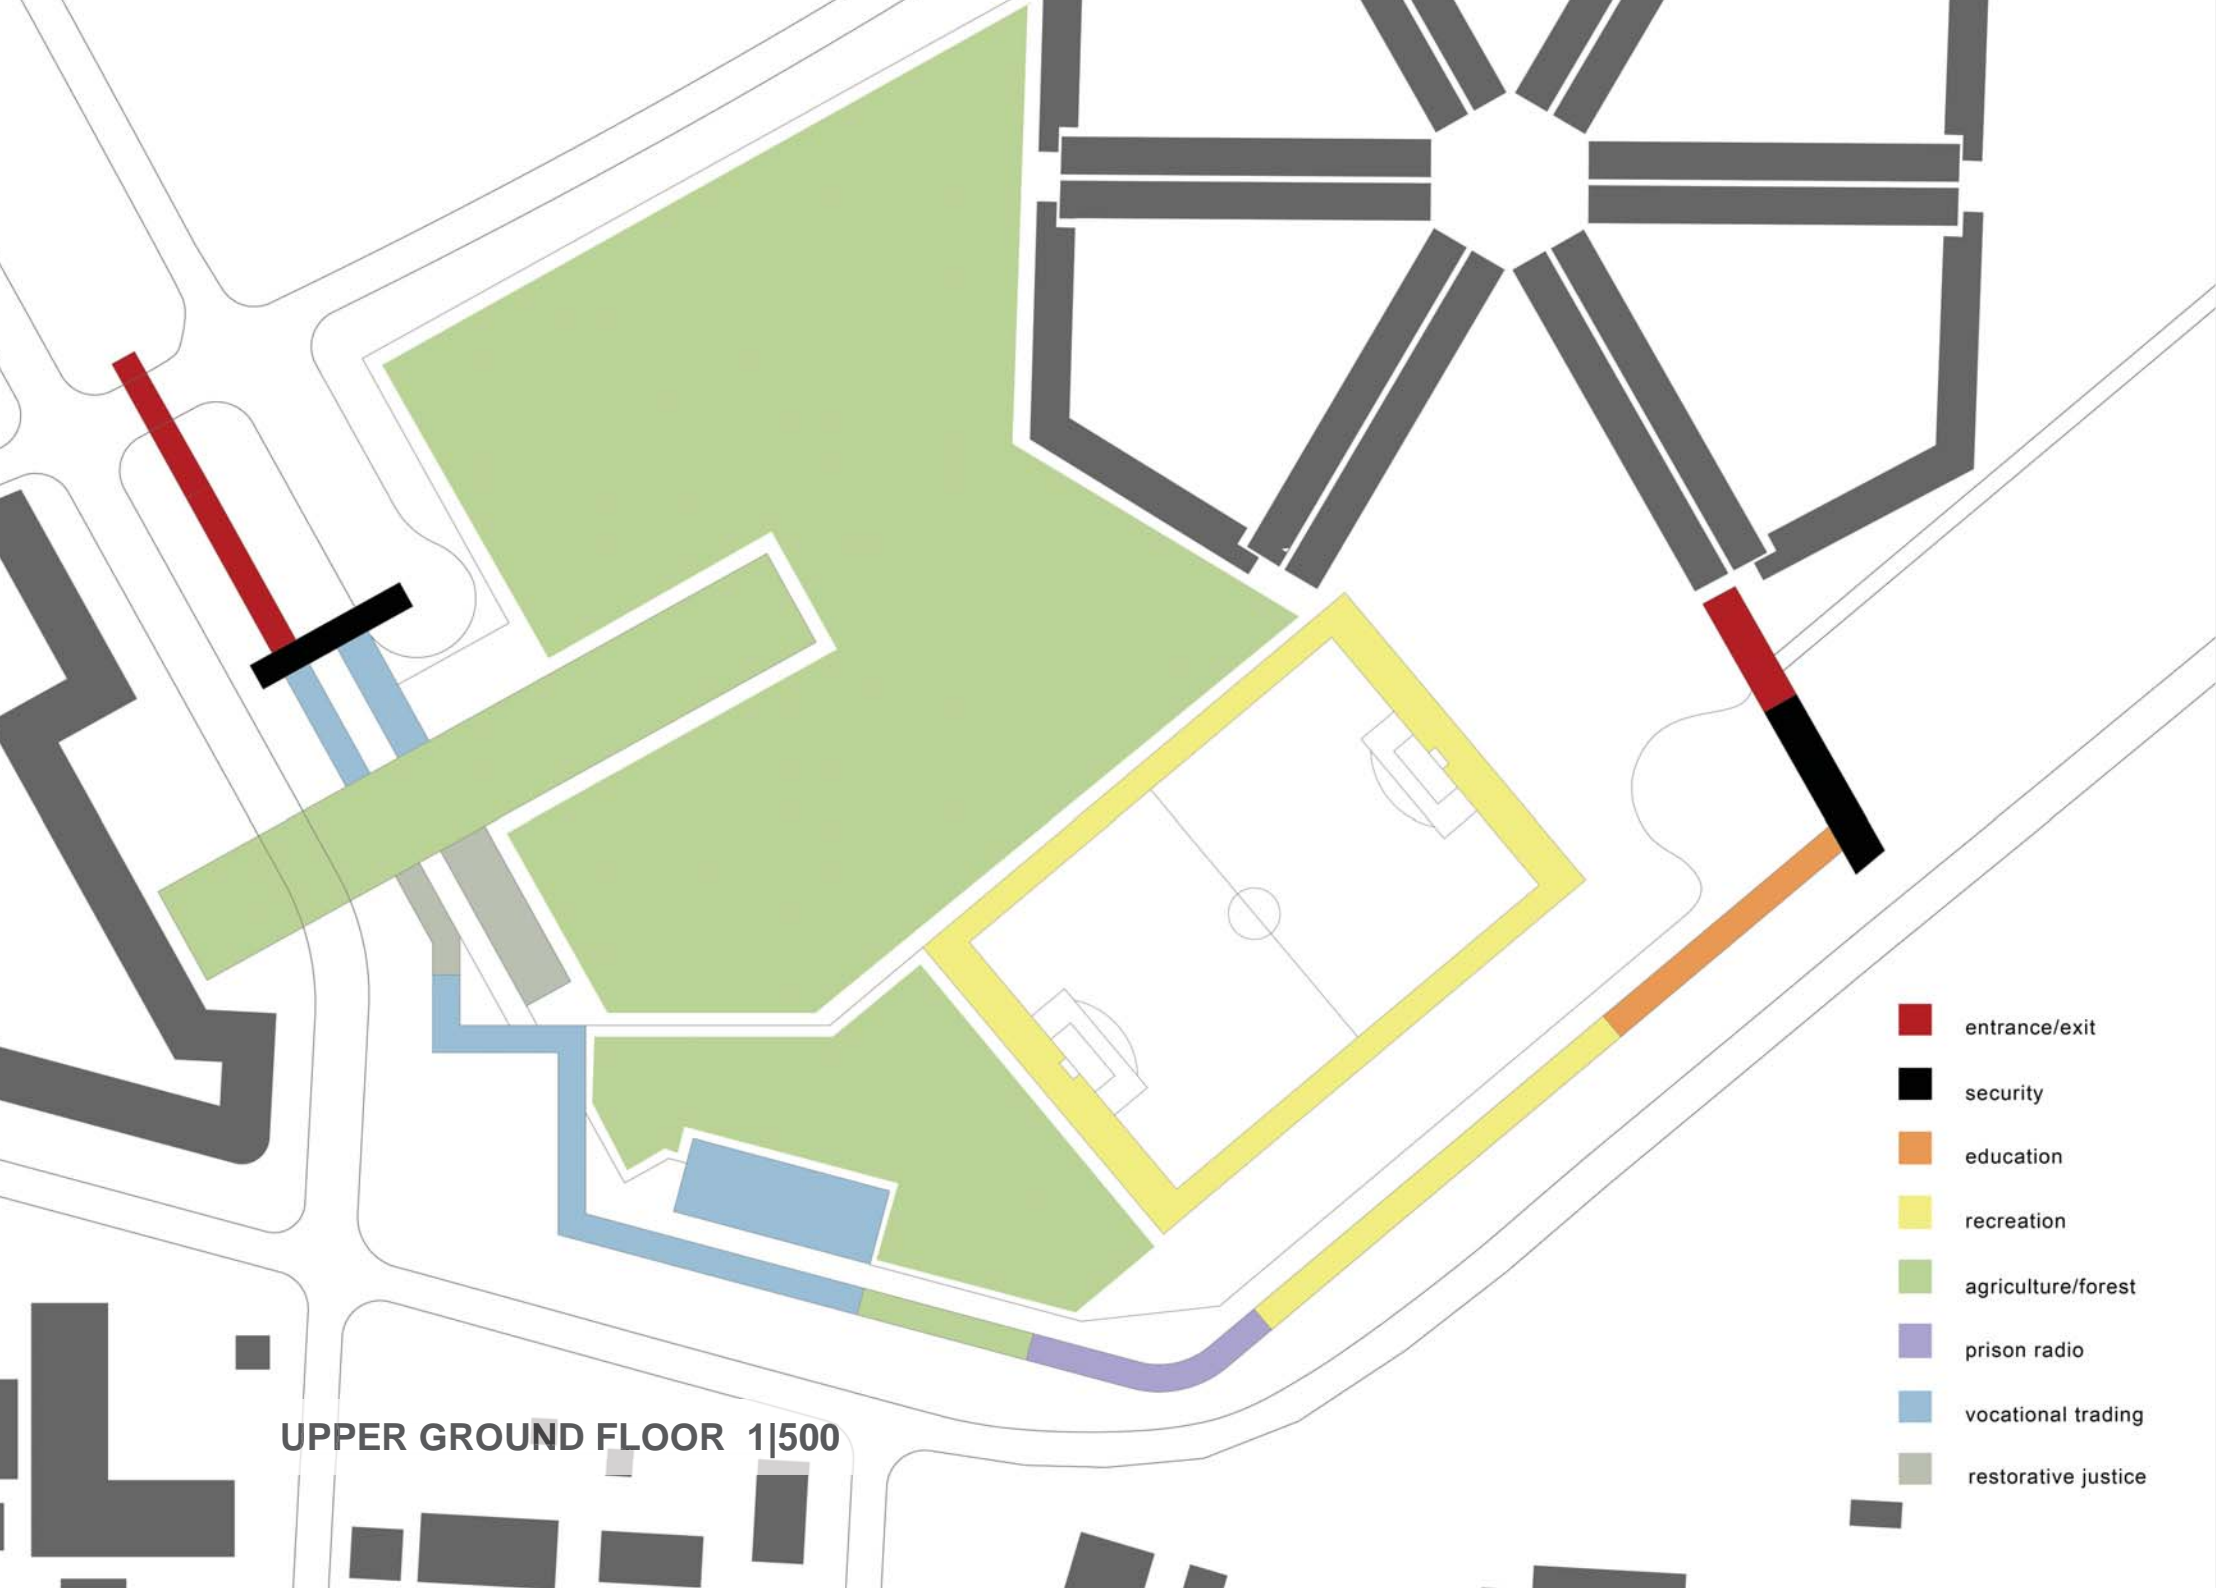 entrance/exit
security
education
recreation
agriculture/forest
prison radio
vocational trading
restorative justice
UPPER GROUND FLOOR 1|500